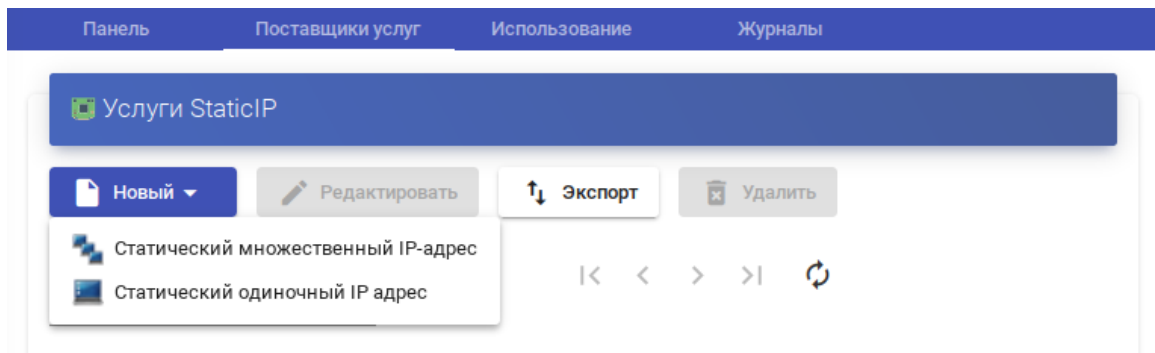 Панель Поставщики услуг Использование Журналы
Услуги StaticIP
Новый Редактировать Экспорт Удалить
Статический множественный IP-адрес
Статический одиночный IP адрес